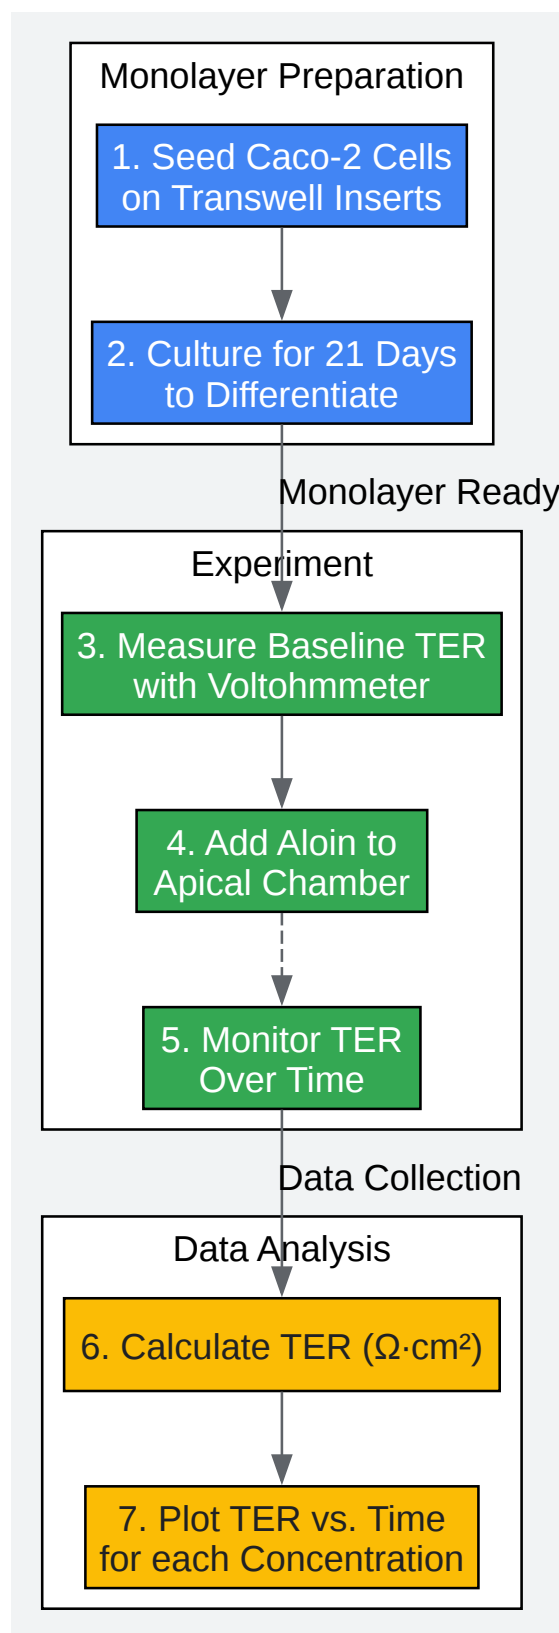 Monolayer Preparation
1. Seed Caco-2 Cells
on Transwell Inserts
2. Culture for 21 Days
to Differentiate
Monolayer Ready
Experiment
3. Measure Baseline TER
with Voltohmmeter
4. Add Aloin to
Apical Chamber
5. Monitor TER
Over Time
Data Collection
Data Analysis
6. Calculate TER (Ω·cm²)
7. Plot TER vs. Time
for each Concentration